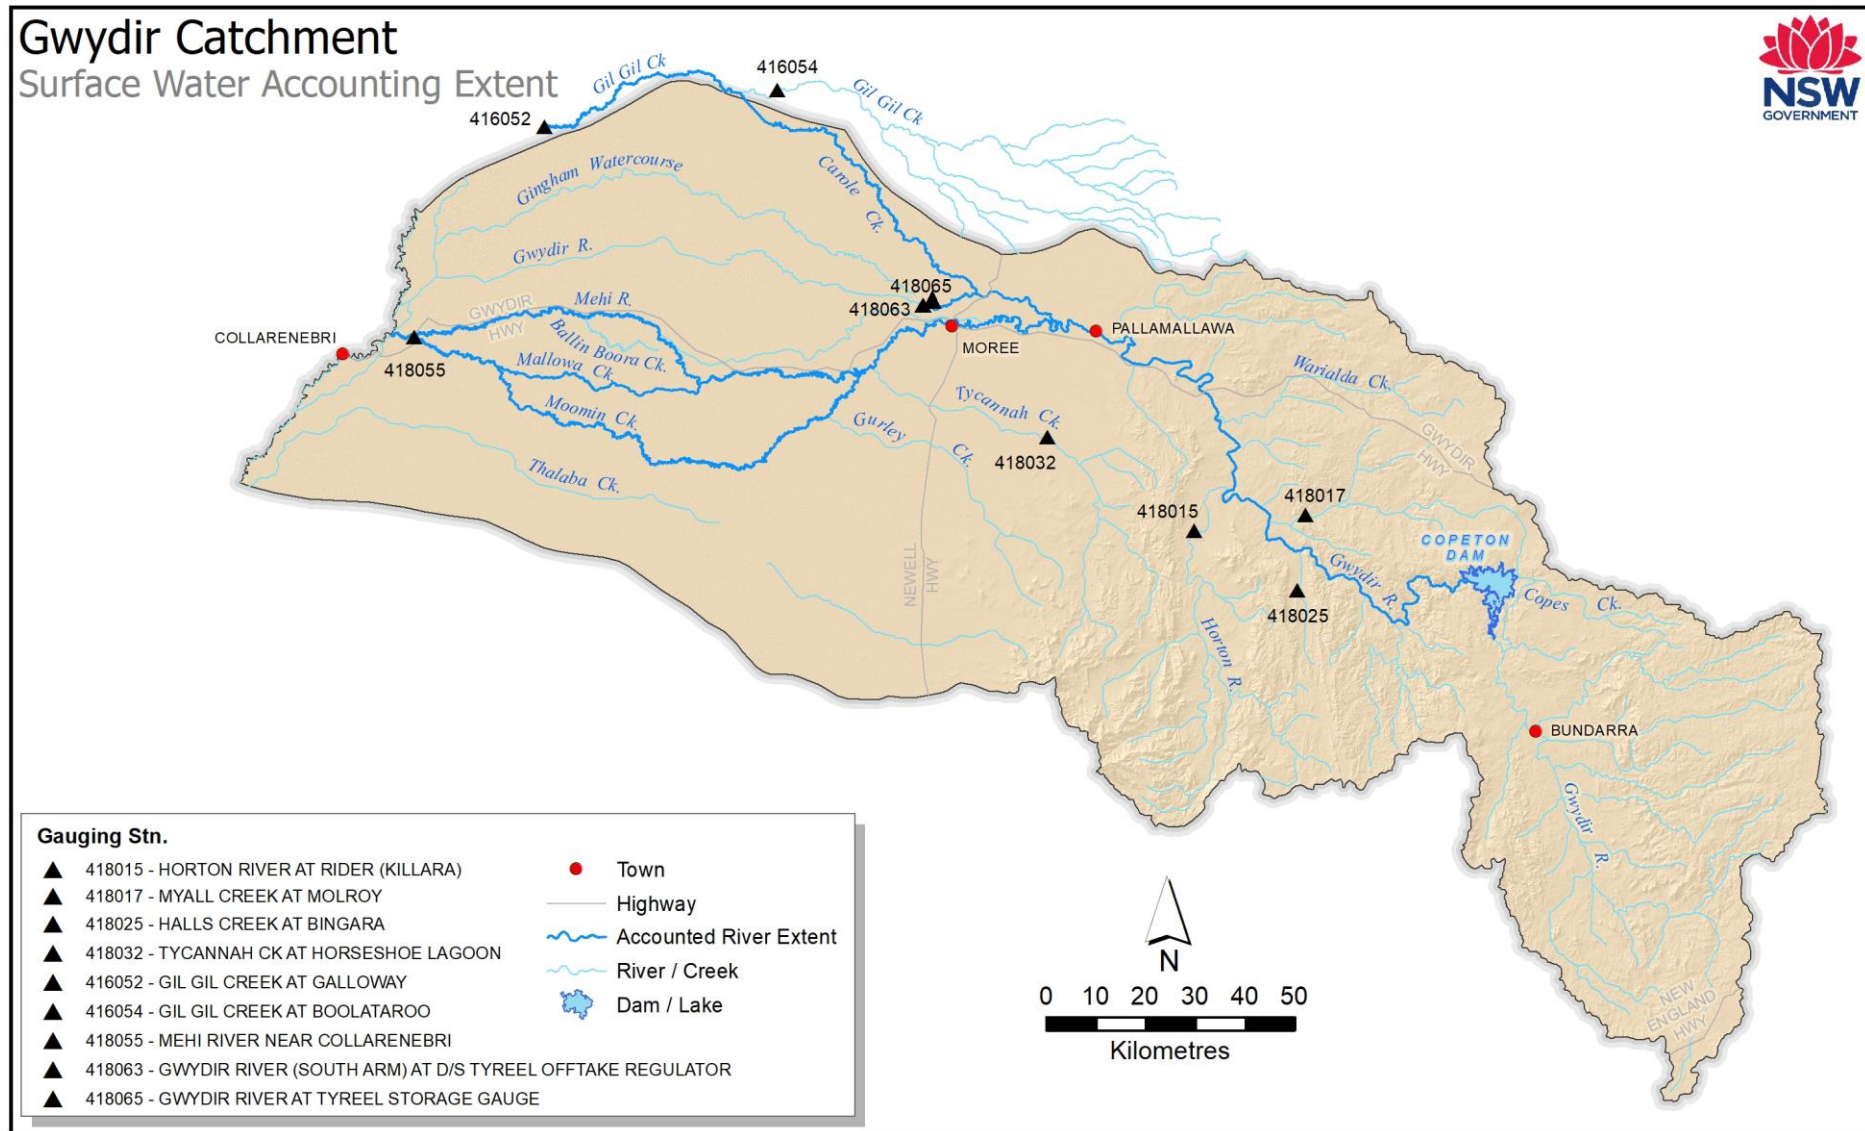 Gwydir Catchment
Surface Water Accounting Extent
NSW
GOVERNMENT
416054
Gil Gil Ck
Gil Gil Ck
416052
Gingham Watercourse
Carole Ck.
Gwydir R.
418065
418063
GWYDIR
HWY
Mehi R.
COLLARENEBRI
PALLAMALLAWA
MOREE
Ballin Boora Ck.
418055
Mallowa Ck.
Warialda Ck.
Tycannah Ck.
Moomin Ck.
Gurley Ck.
GWYDIR
HWY
418032
Thalaba Ck.
418017
418015
COPETON
DAM
NEWELL
HWY
Gwydir R.
Copes Ck.
418025
Horton R.
BUNDARRA
Gwydir R.
NEW
ENGLAND
HWY
Gauging Stn.
418015 - HORTON RIVER AT RIDER (KILLARA)
418017 - MYALL CREEK AT MOLROY
418025 - HALLS CREEK AT BINGARA
418032 - TYCANNAH CK AT HORSESHOE LAGOON
416052 - GIL GIL CREEK AT GALLOWAY
416054 - GIL GIL CREEK AT BOOLATAROO
418055 - MEHI RIVER NEAR COLLARENEBRI
418063 - GWYDIR RIVER (SOUTH ARM) AT D/S TYREEL OFFTAKE REGULATOR
418065 - GWYDIR RIVER AT TYREEL STORAGE GAUGE
Town
Highway
Accounted River Extent
River / Creek
Dam / Lake
N
0 10 20 30 40 50
Kilometres